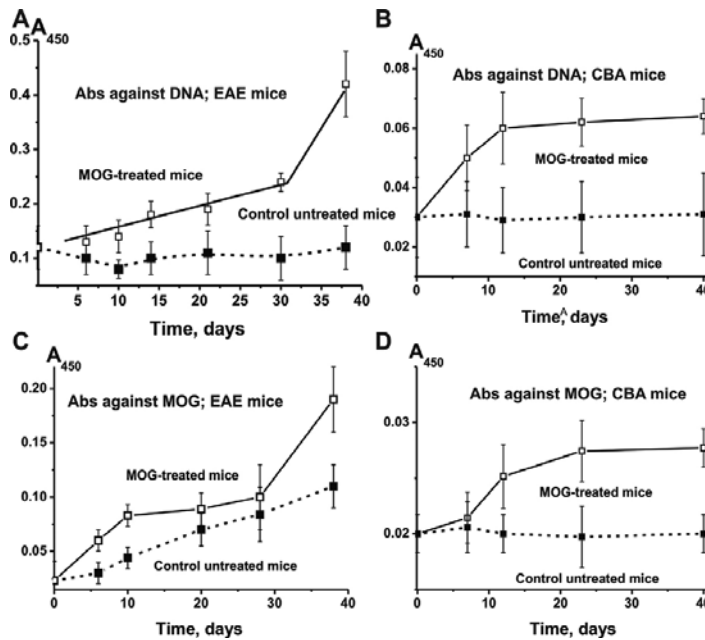 A
A 450
0.5
Abs against DNA; EAE mice
0.4
0.3
MOG-treated mice
0.2
Control untreated mice
0.1
5 10 15 20 25 30 35 40
Time, days
B
A 450
0.08
Abs against DNA; CBA mice
0.06
MOG-treated mice
0.04
0.02
Control untreated mice
0 10 20 30 40
Time, days
C
A 450
0.20
Abs against MOG; EAE mice
0.15
MOG-treated mice
0.10
0.05
Control untreated mice
0 10 20 30 40
Time, days
D
A 450
Abs against MOG; CBA mice
0.03
MOG-treated mice
0.02
Control untreated mice
0 10 20 30 40
Time, days